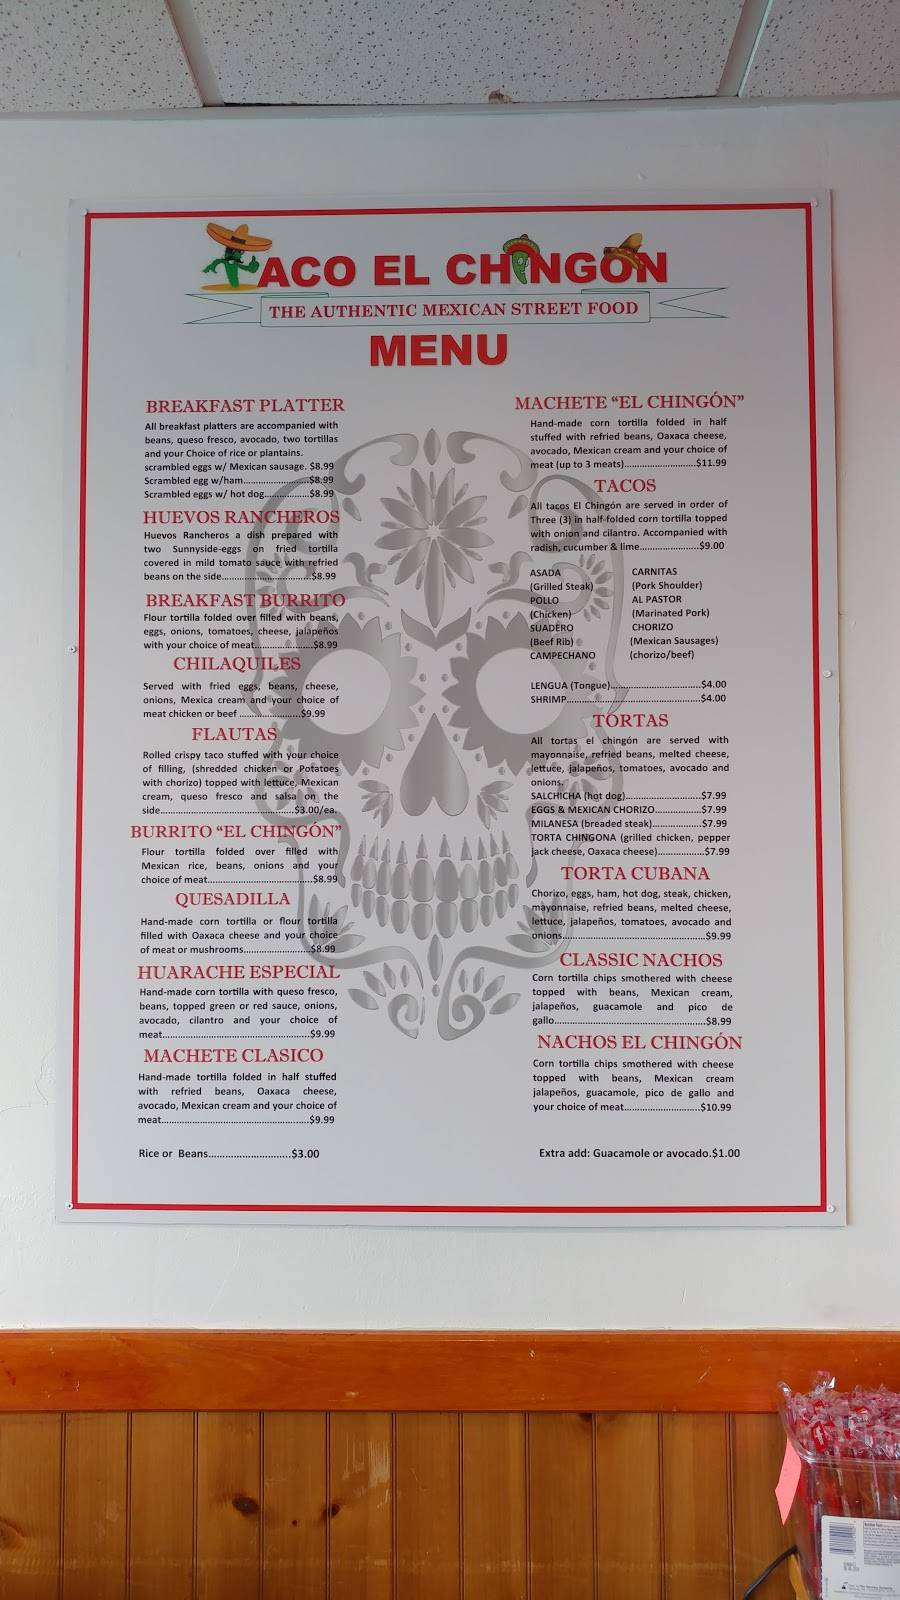 TACO EL CHINGÓN
THE AUTHENTIC MEXICAN STREET FOOD
MENU
BREAKFAST PLATTER
All breakfast platters are accompanied with
beans, queso fresco, avocado, two tortillas
and your Choice of rice or plantains.
scrambled eggs w/ Mexican sausage. $8.99
Scrambled egg w/ham......................$8.99
Scrambled eggs w/ hot dog................$8.99
HUEVOS RANCHEROS
Huevos Rancheros a dish prepared with
two Sunnyside-eggs on fried tortilla
covered in mild tomato sauce with refried
beans on the side..............................$8.99
BREAKFAST BURRITO
Flour tortilla folded over filled with beans,
eggs, onions, tomatoes, cheese, jalapeños
with your choice of meat....................$8.99
CHILAQUILES
Served with fried eggs, beans, cheese,
onions, Mexica cream and your choice of
meat chicken or beef .....................$9.99
FLAUTAS
Rolled crispy taco stuffed with your choice
of filling, (shredded chicken or Potatoes
with chorizo) topped with lettuce, Mexican
cream, queso fresco and salsa on the
side..............................................$3.00/ea.
BURRITO “EL CHINGÓN”
Flour tortilla folded over filled with
Mexican rice, beans, onions and your
choice of meat...................................$8.99
QUESADILLA
Hand-made corn tortilla or flour tortilla
filled with Oaxaca cheese and your choice
of meat or mushrooms.......................$8.99
HUARACHE ESPECIAL
Hand-made corn tortilla with queso fresco,
beans, topped green or red sauce, onions,
avocado, cilantro and your choice of
meat..................................................$9.99
MACHETE CLASICO
Hand-made tortilla folded in half stuffed
with refried beans, Oaxaca cheese,
avocado, Mexican cream and your choice of
meat..................................................$9.99
Rice or Beans............................$3.00
MACHETE “EL CHINGÓN”
Hand-made corn tortilla folded in half
stuffed with refried beans, Oaxaca cheese,
avocado, Mexican cream and your choice of
meat (up to 3 meats)........................$11.99
TACOS
All tacos El Chingón are served in order of
Three (3) in half-folded corn tortilla topped
with onion and cilantro. Accompanied with
radish, cucumber & lime....................$9.00
ASADA CARNITAS
(Grilled Steak) (Pork Shoulder)
POLLO AL PASTOR
(Chicken) (Marinated Pork)
SUADERO CHORIZO
(Beef Rib) (Mexican Sausages)
CAMPECHANO (chorizo/beef)
LENGUA (Tongue)..............................$4.00
SHRIMP.............................................$4.00
TORTAS
All tortas el chingón are served with
mayonnaise, refried beans, melted cheese,
lettuce, jalapeños, tomatoes, avocado and
onions.
SALCHICHA (hot dog).........................$7.99
EGGS & MEXICAN CHORIZO................$7.99
MILANESA (breaded steak).................$7.99
TORTA CHINGONA (grilled chicken, pepper
jack cheese, Oaxaca cheese)................$7.99
TORTA CUBANA
Chorizo, eggs, ham, hot dog, steak, chicken,
mayonnaise, refried beans, melted cheese,
lettuce, jalapeños, tomatoes, avocado and
onions................................................$9.99
CLASSIC NACHOS
Corn tortilla chips smothered with cheese
topped with beans, Mexican cream,
jalapeños, guacamole and pico de
gallo...................................................$8.99
NACHOS EL CHINGÓN
Corn tortilla chips smothered with cheese
topped with beans, Mexican cream
jalapeños, guacamole, pico de gallo and
your choice of meat..........................$10.99
Extra add: Guacamole or avocado.$1.00